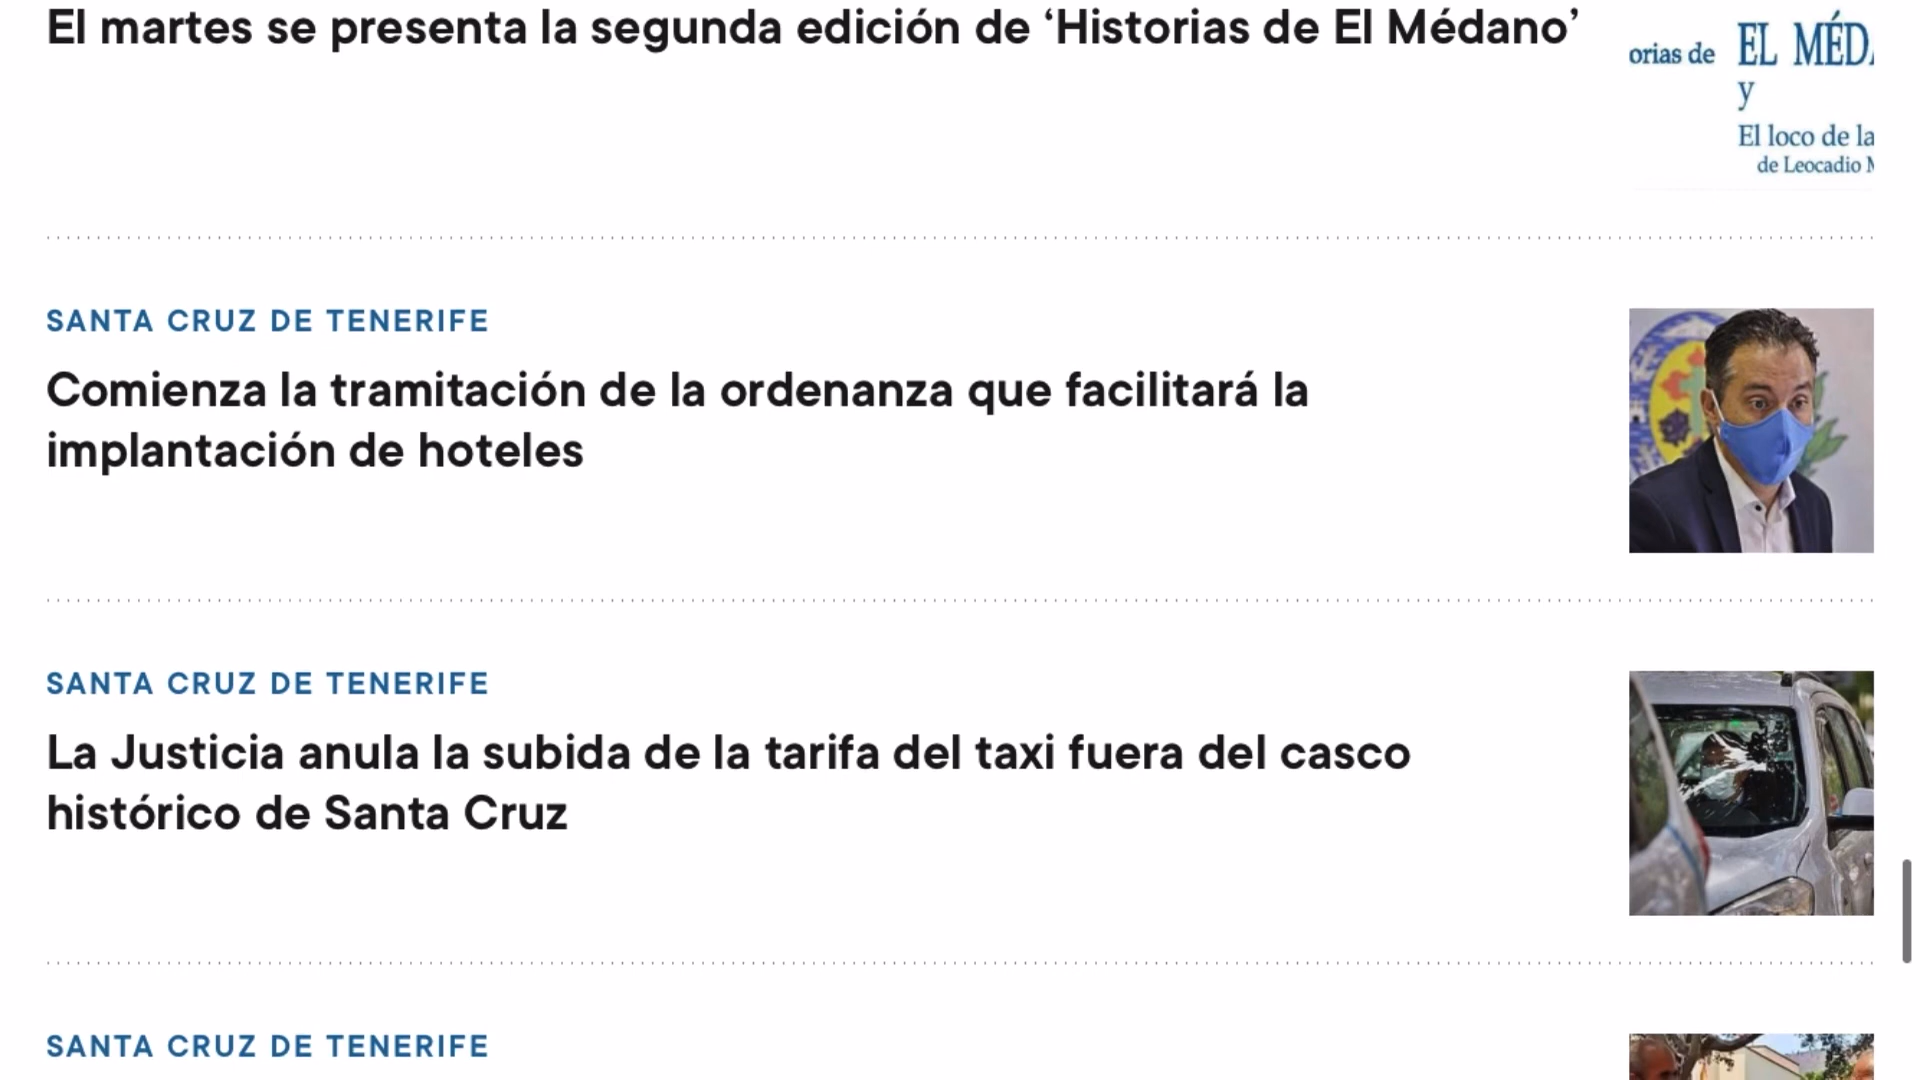 El martes se presenta la segunda edición de ‘Historias de El Médano’
orias de EL MÉD
y
El loco de la
de Leocadio
SANTA CRUZ DE TENERIFE
Comienza la tramitación de la ordenanza que facilitará la
implantación de hoteles
SANTA CRUZ DE TENERIFE
La Justicia anula la subida de la tarifa del taxi fuera del casco
histórico de Santa Cruz
SANTA CRUZ DE TENERIFE